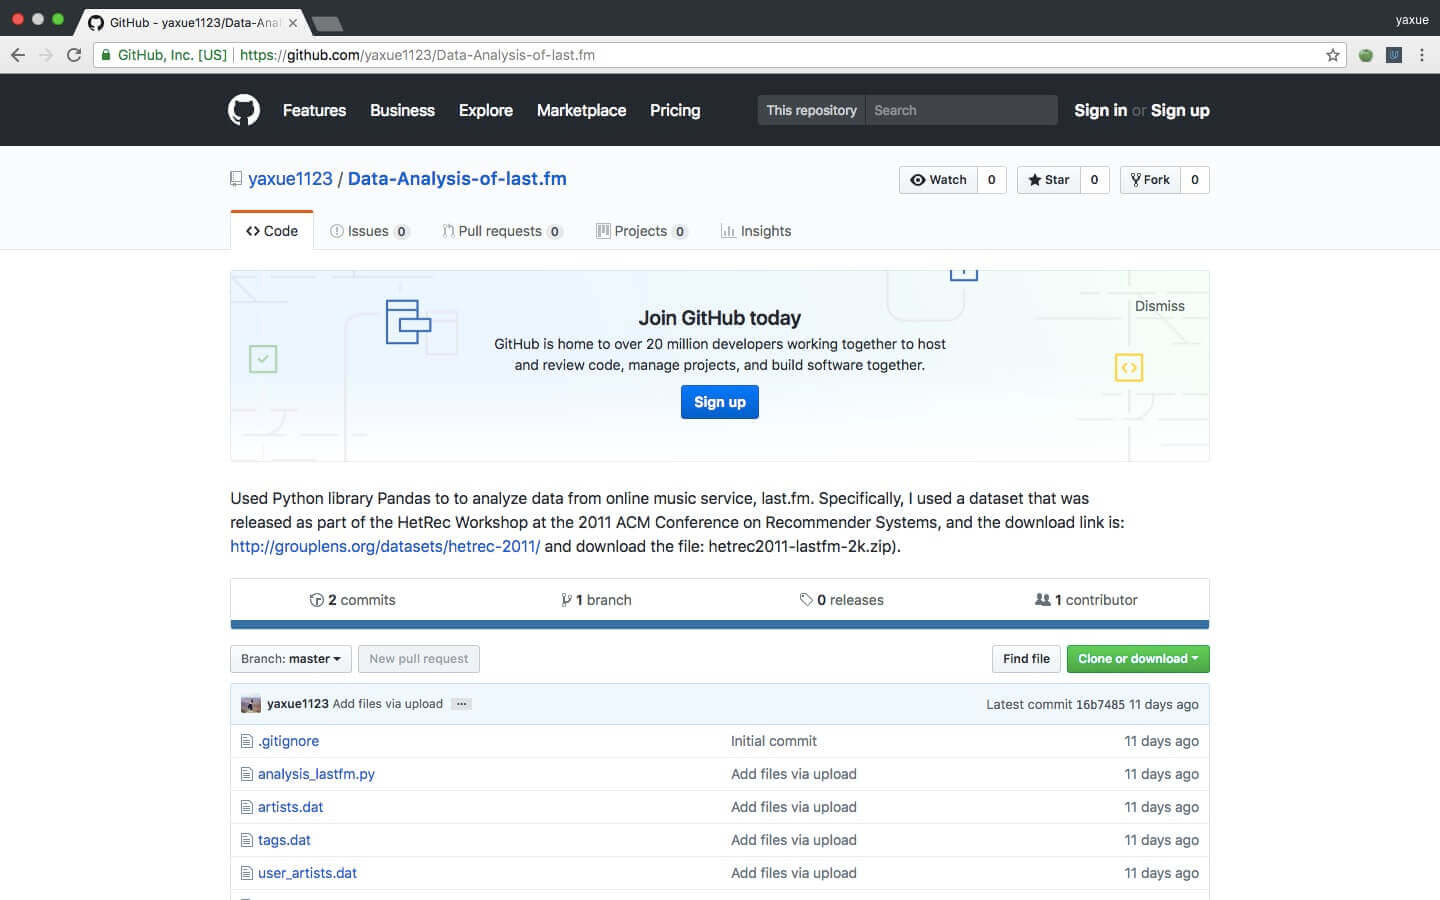 GitHub - yaxue1123/Data-Anal
yaxue
GitHub, Inc. [US] https://github.com/yaxue1123/Data-Analysis-of-last.fm
Features Business Explore Marketplace Pricing This repository Search Sign in or Sign up
yaxue1123 / Data-Analysis-of-last.fm Watch 0 Star 0 Fork 0
Code Issues 0 Pull requests 0 Projects 0 Insights
Dismiss
Join GitHub today
GitHub is home to over 20 million developers working together to host
and review code, manage projects, and build software together.
Sign up
Used Python library Pandas to to analyze data from online music service, last.fm. Specifically, I used a dataset that was
released as part of the HetRec Workshop at the 2011 ACM Conference on Recommender Systems, and the download link is:
http://grouplens.org/datasets/hetrec-2011/ and download the file: hetrec2011-lastfm-2k.zip).
2 commits 1 branch 0 releases 1 contributor
Branch: master New pull request Find file Clone or download
yaxue1123 Add files via upload ... Latest commit 16b7485 11 days ago
.gitignore Initial commit 11 days ago
analysis_lastfm.py Add files via upload 11 days ago
artists.dat Add files via upload 11 days ago
tags.dat Add files via upload 11 days ago
user_artists.dat Add files via upload 11 days ago